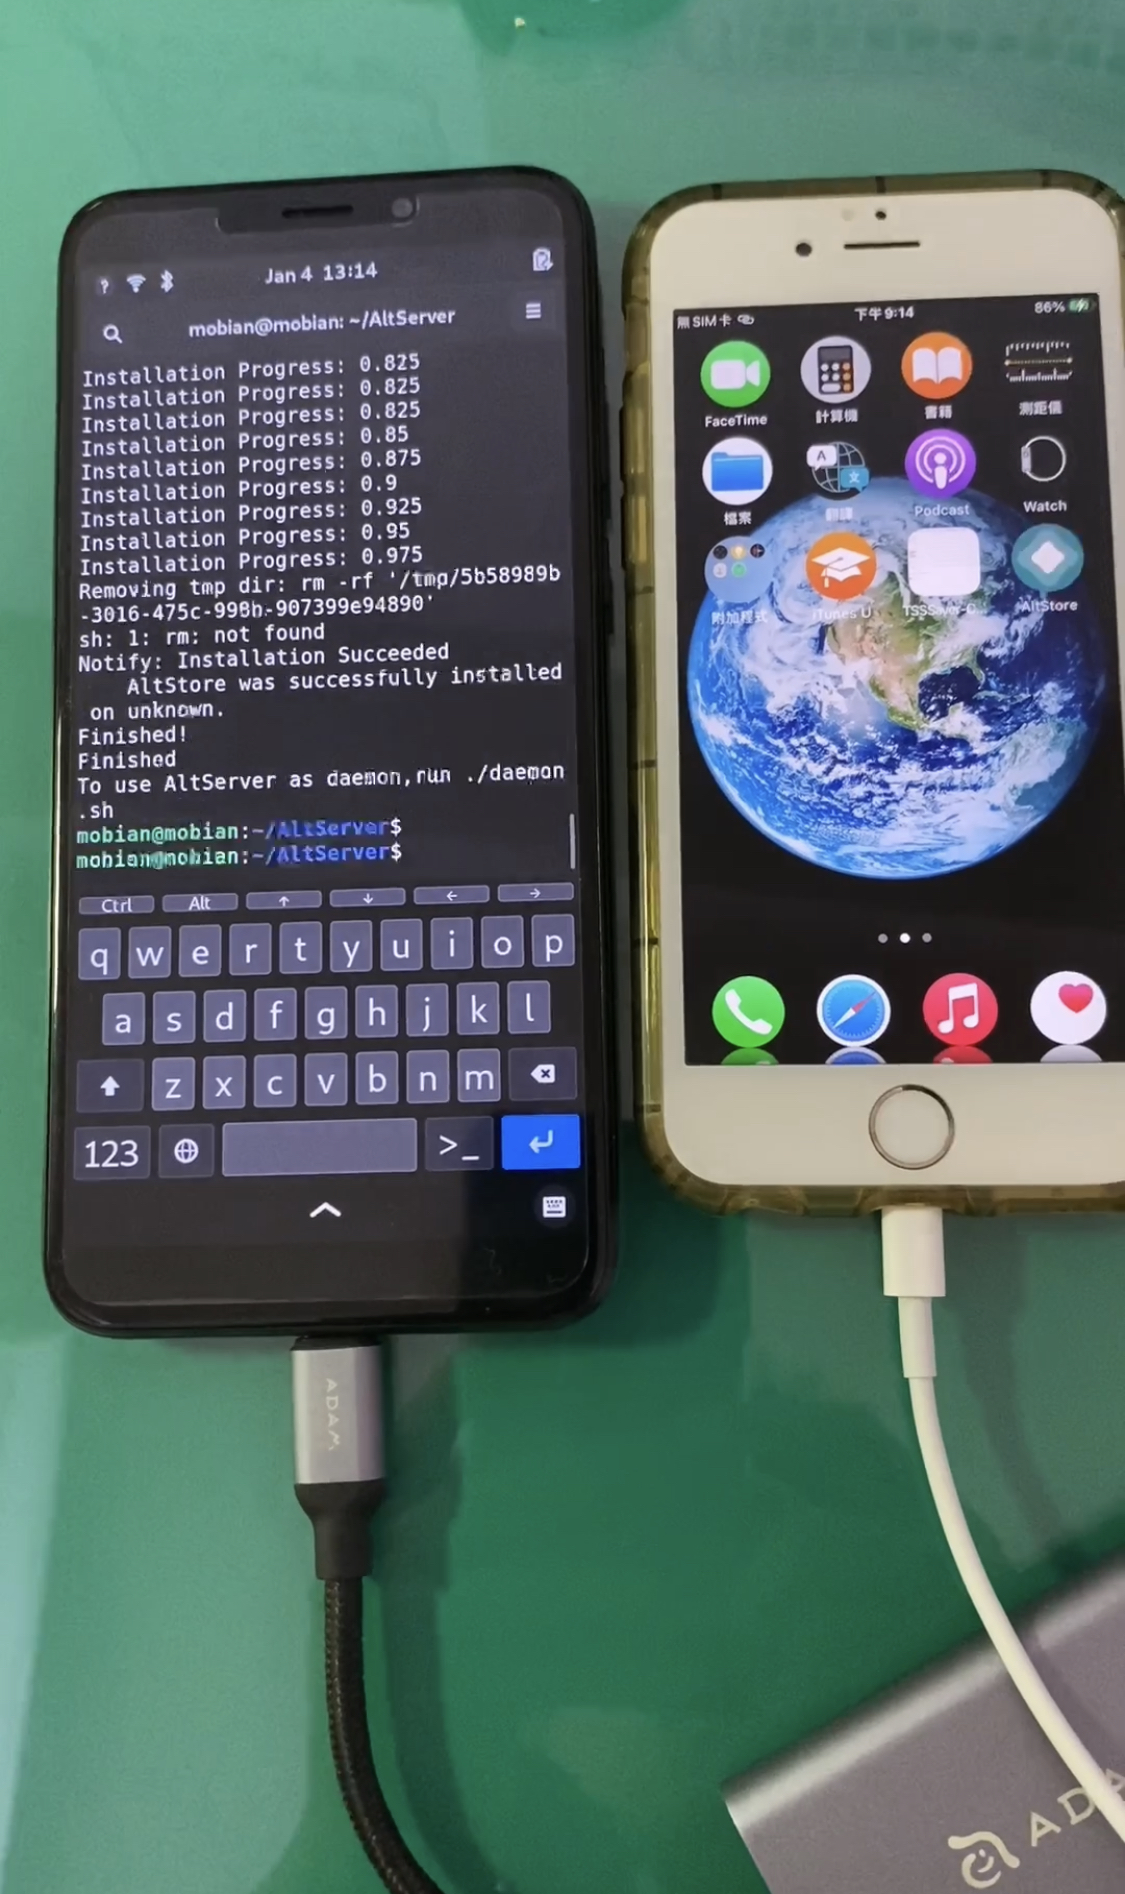 Jan 4 13:14
mobian@mobian: ~/AltServer
Installation Progress: 0.825
Installation Progress: 0.825
Installation Progress: 0.825
Installation Progress: 0.85
Installation Progress: 0.875
Installation Progress: 0.9
Installation Progress: 0.925
Installation Progress: 0.95
Installation Progress: 0.975
Removing tmp dir: rm -rf '/tmp/5b58989b
-3016-475c-998b-907399e94890'
sh: 1: rm: not found
Notify: Installation Succeeded
AltStore was successfully installed
on unknown.
Finished!
Finished
To use AltServer as daemon,run ./daemon
.sh
mobian@mobian:~/AltServer$
mobian@mobian:~/AltServer$
Ctrl Alt ↑ ↓ ← →
q w e r t y u i o p
a s d f g h j k l
z x c v b n m
123 >_
ADAM
無SIM卡 下午9:14 86%
FaceTime 計算機 書籍 測距儀
檔案 翻譯 Podcast Watch
附加程式 iTunes U AltStore